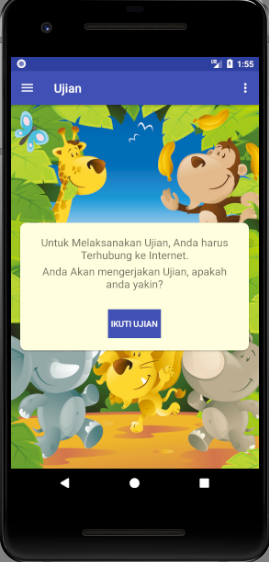 1:55
Ujian
Untuk Melaksanakan Ujian, Anda harus
Terhubung ke Internet.
Anda Akan mengerjakan Ujian, apakah
anda yakin?
IKUTI UJIAN